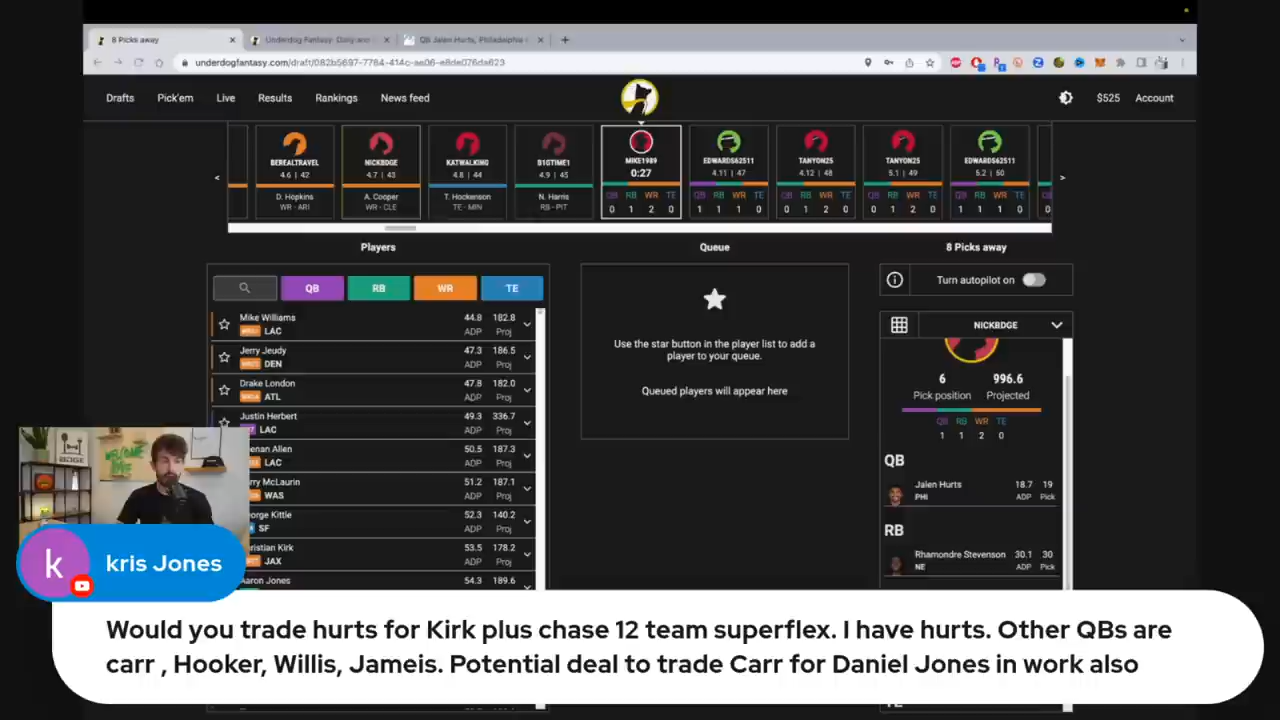 8 Picks away
Underdog Fantasy: Daily and
QB Jalen Hurts, Philadelphia
underdogfantasy.com/draft/082b5697-7784-414c-ae06-e8de076da623
Drafts Pick'em Live Results Rankings News feed
$525 Account
BEREALTRAVEL
4.6 | 42
D. Hopkins
WR - ARI
NICKBDGE
4.7 | 43
A. Cooper
WR - CLE
KATWALKING
4.8 | 44
T. Hockenson
TE - MIN
B1GTIME1
4.9 | 45
N. Harris
RB - PIT
MIKE1989
0:27
QB RB WR TE
0 1 2 0
EDWARDS62511
4.11 | 47
QB RB WR TE
1 1 1 0
TANYON25
4.12 | 48
QB RB WR TE
0 1 2 0
TANYON25
5.1 | 49
QB RB WR TE
0 1 2 0
EDWARDS62511
5.2 | 50
QB RB WR TE
1 1 1 0
Players
QB RB WR TE
Mike Williams 44.8 182.8
LAC ADP Proj
Jerry Jeudy 47.3 186.5
DEN ADP Proj
Drake London 47.8 182.0
ATL ADP Proj
Justin Herbert 49.3 336.7
LAC ADP Proj
enan Allen 50.5 187.3
LAC ADP Proj
rry McLaurin 51.2 187.1
WAS ADP Proj
orge Kittle 52.3 140.2
SF ADP Proj
ristian Kirk 53.5 178.2
JAX ADP Proj
Aaron Jones 54.3 189.6
Queue
Use the star button in the player list to add a
player to your queue.
Queued players will appear here
8 Picks away
Turn autopilot on
NICKBDGE
6 996.6
Pick position Projected
QB RB WR TE
1 1 2 0
QB
Jalen Hurts 18.7 19
PHI ADP Pick
RB
Rhamondre Stevenson 30.1 30
NE ADP Pick
k
kris Jones
Would you trade hurts for Kirk plus chase 12 team superflex. I have hurts. Other QBs are
carr , Hooker, Willis, Jameis. Potential deal to trade Carr for Daniel Jones in work also